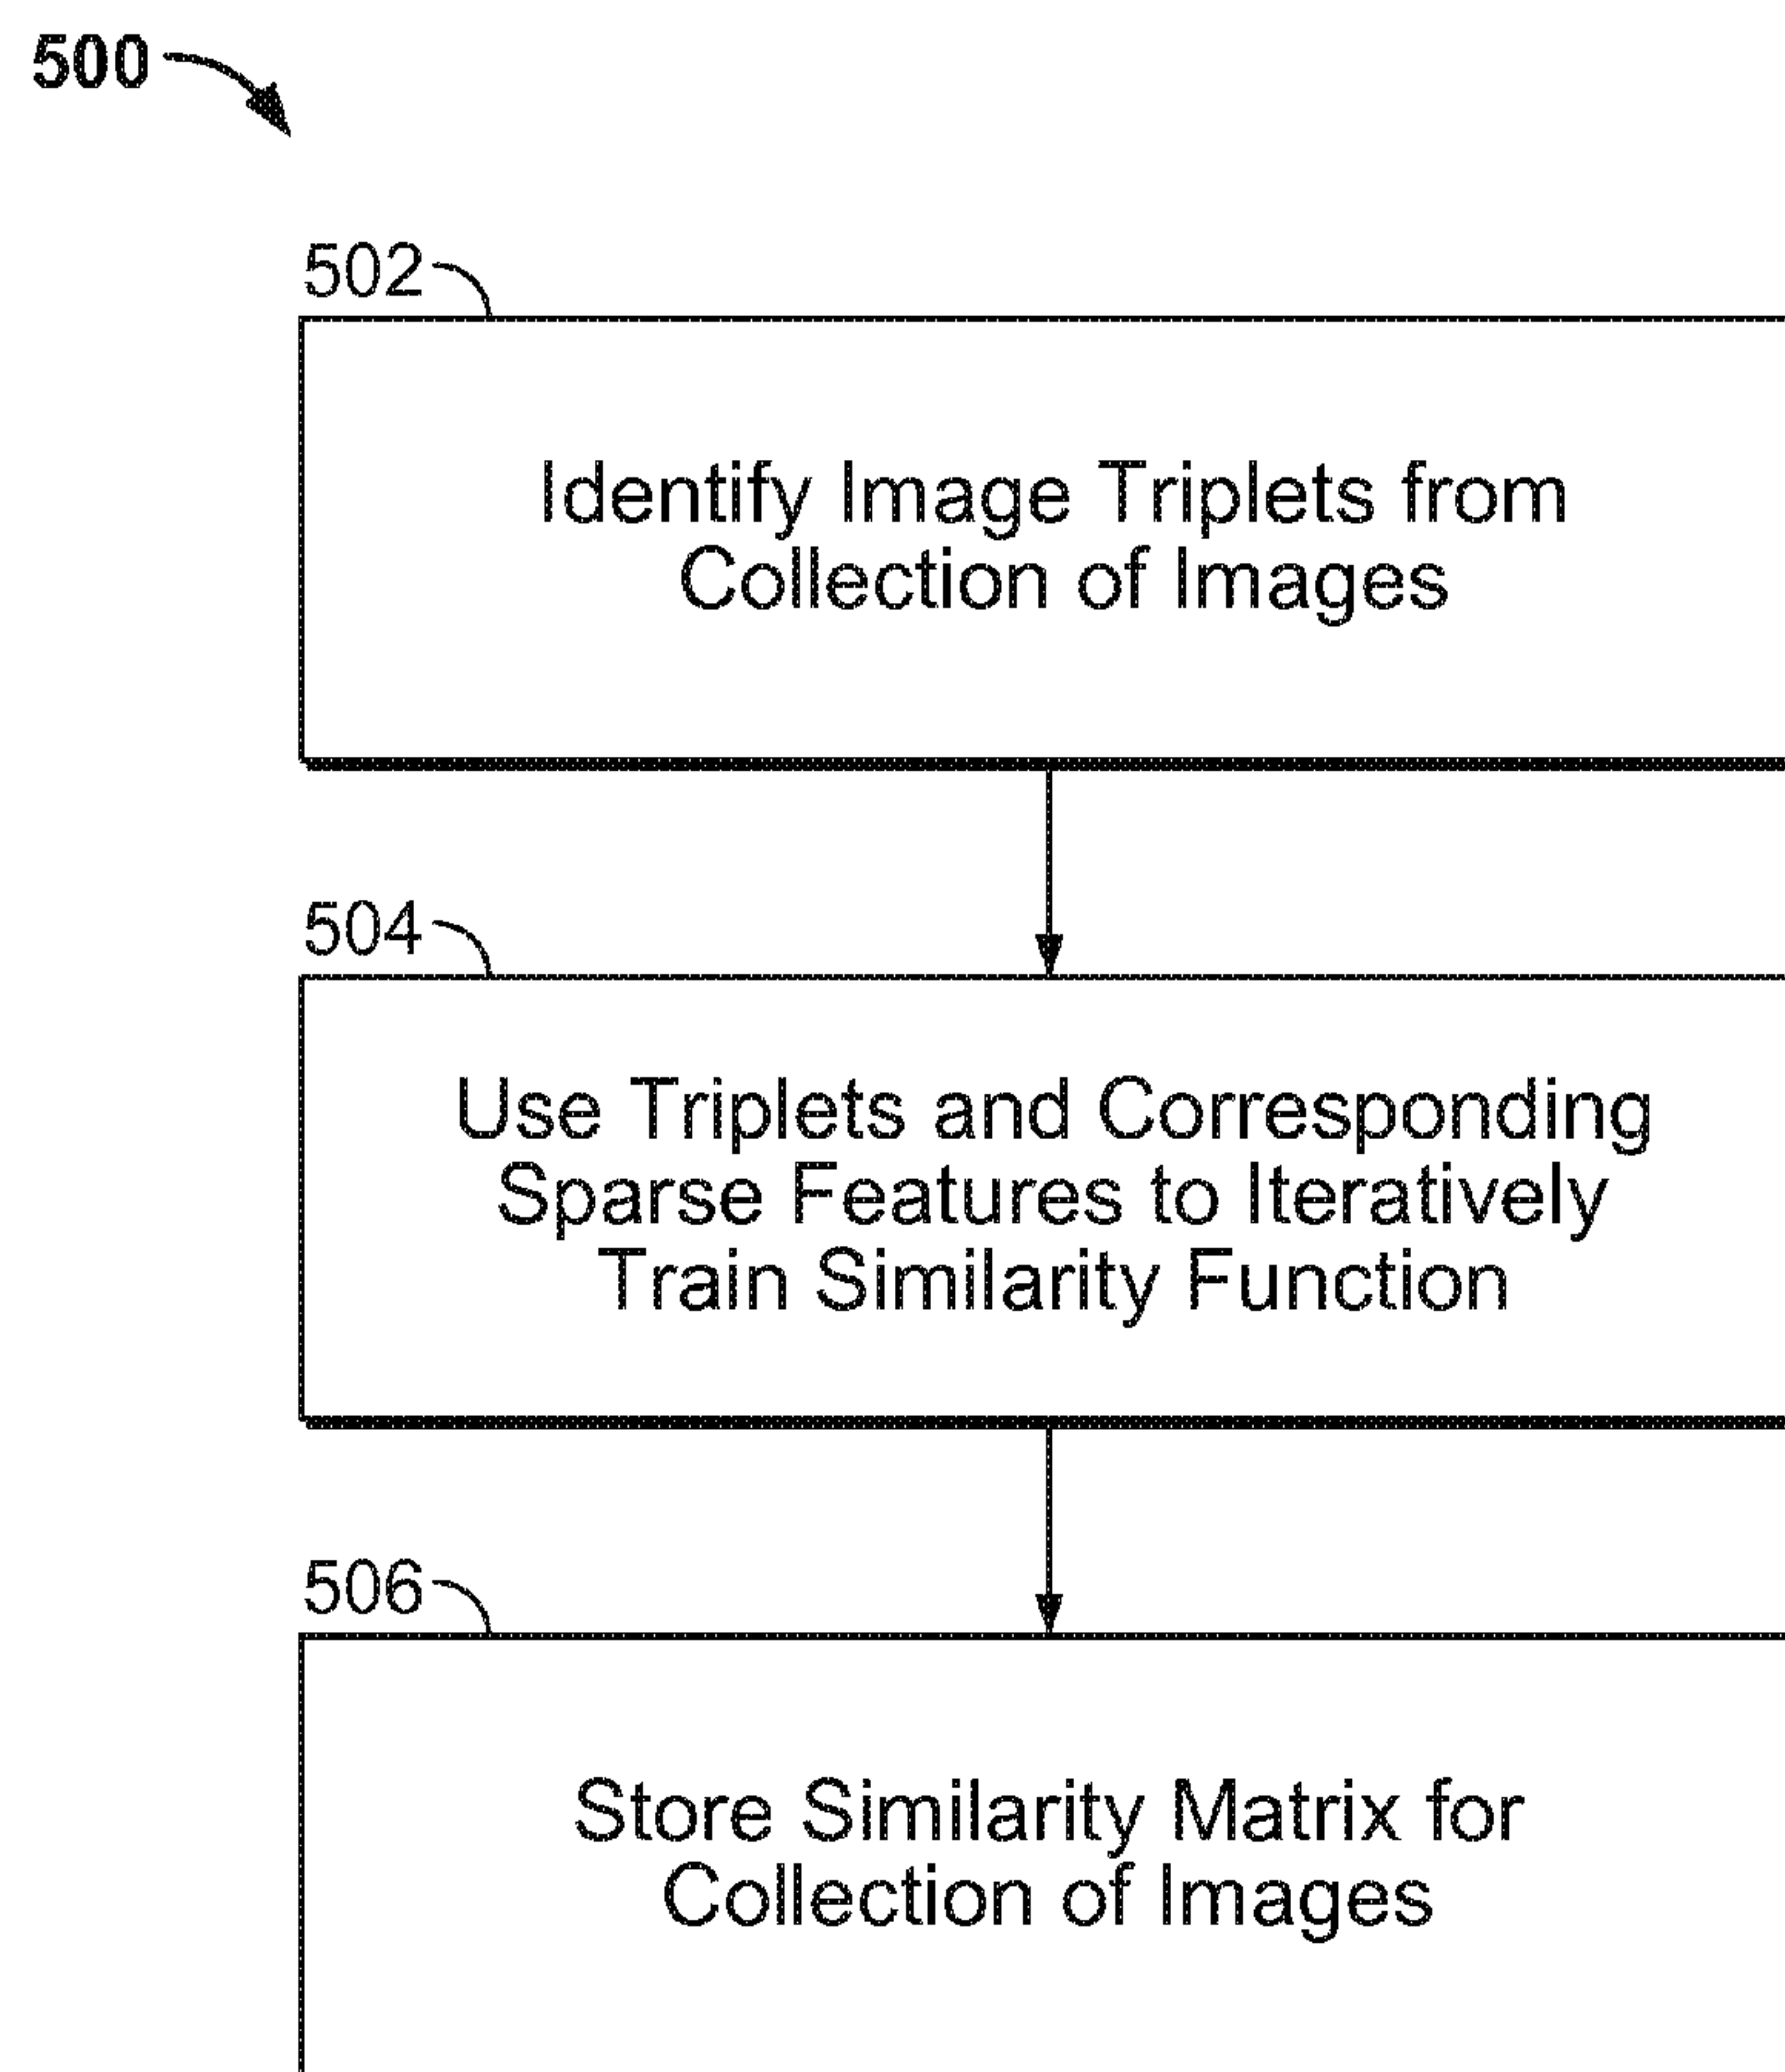 500
502
Identify Image Triplets from
Collection of Images
504
Use Triplets and Corresponding
Sparse Features to Iteratively
Train Similarity Function
506
Store Similarity Matrix for
Collection of Images